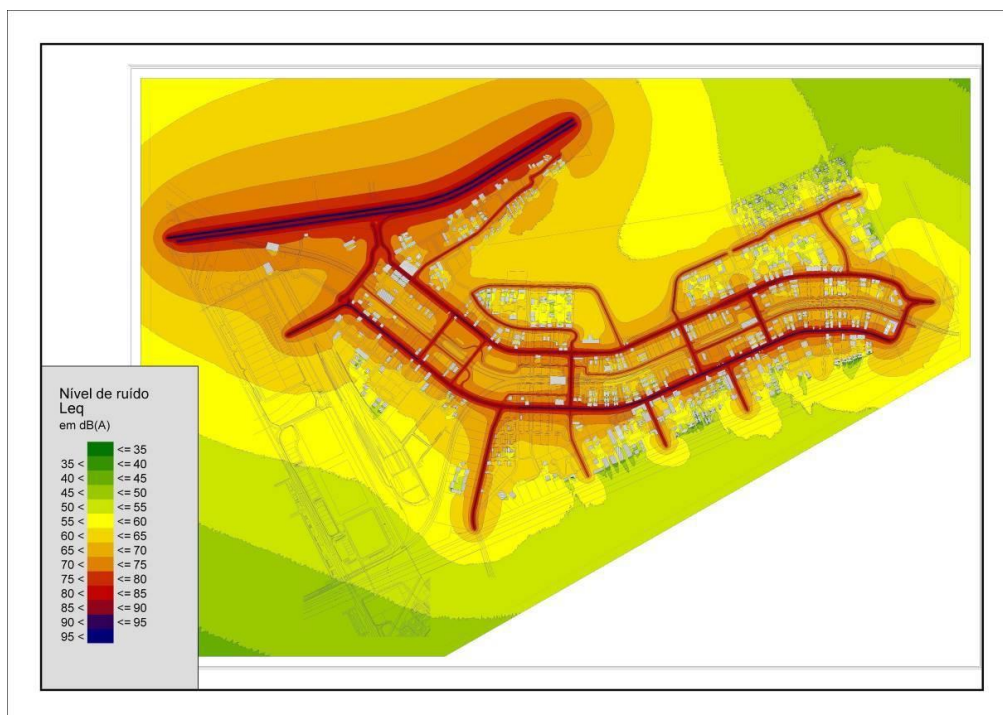 Nível de ruído
Leq
em dB(A)
<= 35
35 < <= 40
40 < <= 45
45 < <= 50
50 < <= 55
55 < <= 60
60 < <= 65
65 < <= 70
70 < <= 75
75 < <= 80
80 < <= 85
85 < <= 90
90 < <= 95
95 <